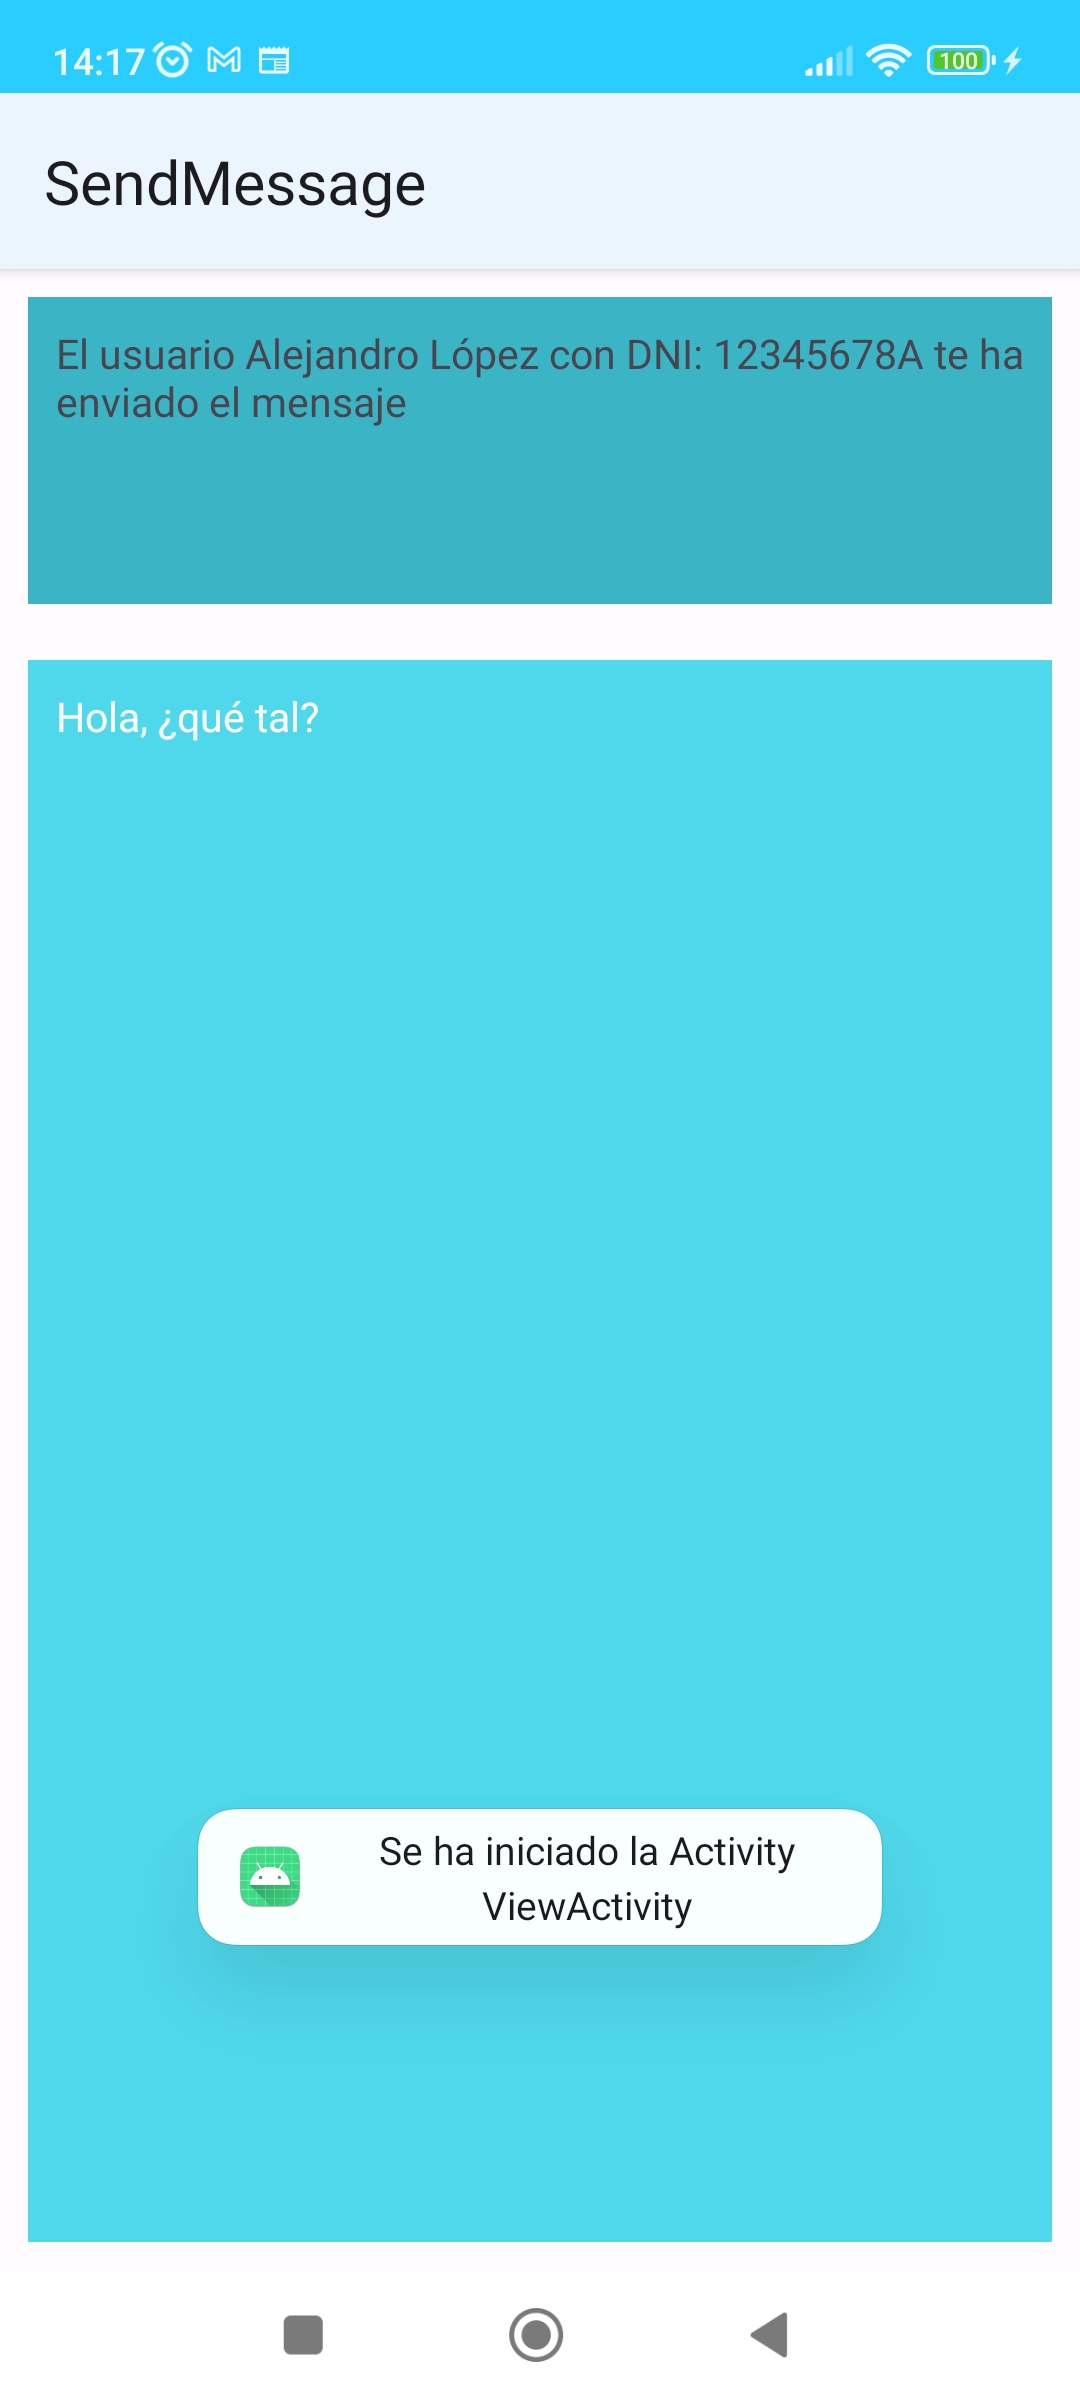 14:17
100
SendMessage
El usuario Alejandro López con DNI: 12345678A te ha
enviado el mensaje
Hola, ¿qué tal?
Se ha iniciado la Activity
ViewActivity